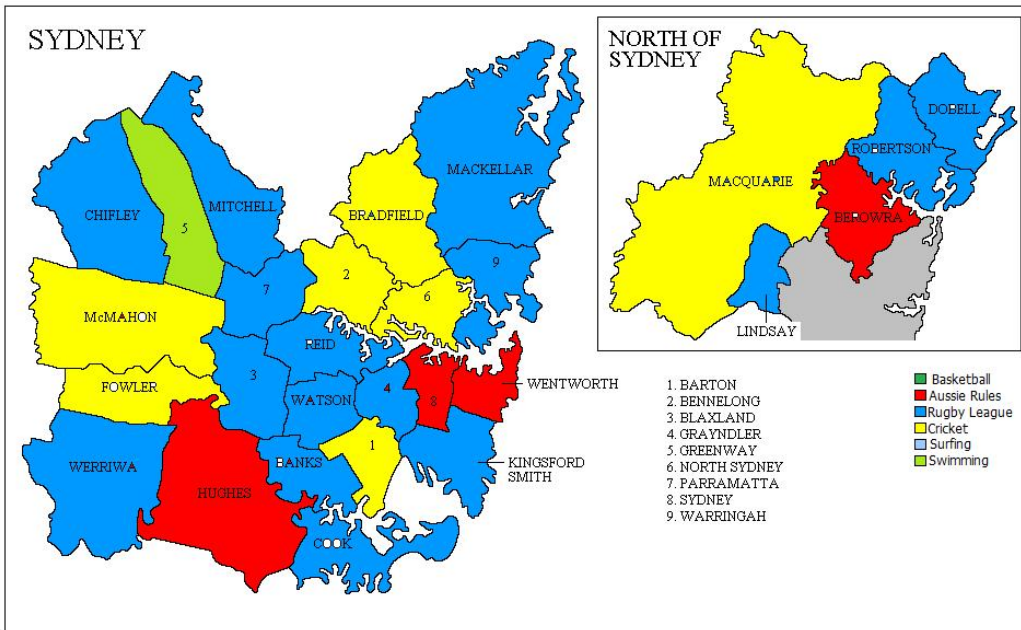 SYDNEY
NORTH OF
SYDNEY
DOBELL
MACKELLAR
ROBERTSON
MACQUARIE
CHIFLEY
MITCHELL
BRADFIELD
BEROWRA
5
9
2
7
6
McMAHON
LINDSAY
REID
FOWLER
3
WATSON
4
8
WENTWORTH
1
WERRIWA
BANKS
KINGSFORD
SMITH
HUGHES
COOK
1. BARTON
2. BENNELONG
3. BLAXLAND
4. GRAYNDLER
5. GREENWAY
6. NORTH SYDNEY
7. PARRAMATTA
8. SYDNEY
9. WARRINGAH
Basketball
Aussie Rules
Rugby League
Cricket
Surfing
Swimming